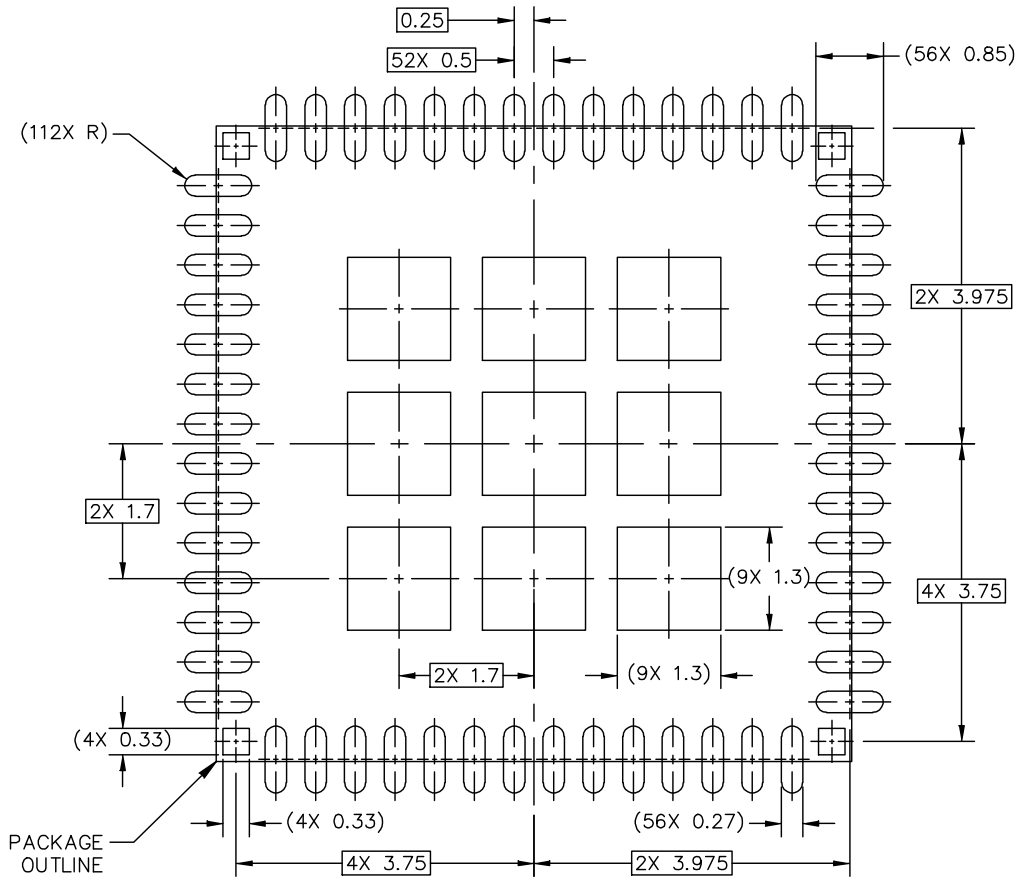 0.25
52X 0.5
(56X 0.85)
(112X R)
2X 3.975
2X 1.7
(9X 1.3)
4X 3.75
2X 1.7
(9X 1.3)
(4X 0.33)
(4X 0.33)
(56X 0.27)
PACKAGE
OUTLINE
4X 3.75
2X 3.975